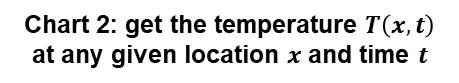 Chart 2: get the temperature T(x, t)
at any given location x and time t